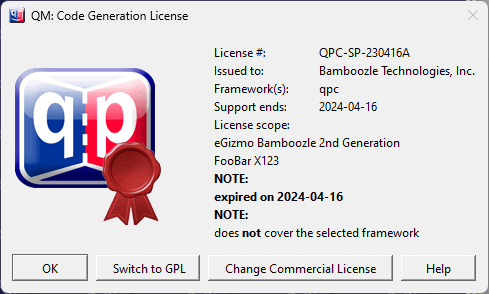 QM: Code Generation License
qp
License #: QPC-SP-230416A
Issued to: Bamboozle Technologies, Inc.
Framework(s): qpc
Support ends: 2024-04-16
License scope:
eGizmo Bamboozle 2nd Generation
FooBar X123
NOTE:
expired on 2024-04-16
NOTE:
does not cover the selected framework
OK Switch to GPL Change Commercial License Help